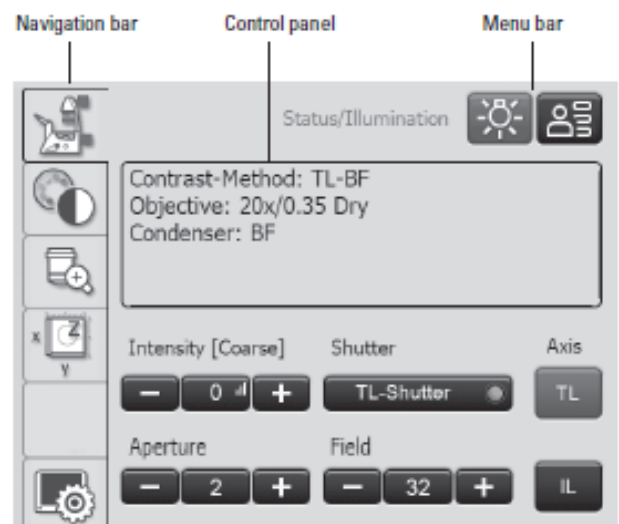 Navigation bar
Control panel
Menu bar
Status/Illumination
Contrast-Method: TL-BF
Objective: 20x/0.35 Dry
Condenser: BF
x
Z
y
Intensity [Coarse]
Shutter
Axis
− 0 +
TL-Shutter
TL
Aperture
Field
− 2 +
− 32 +
IL